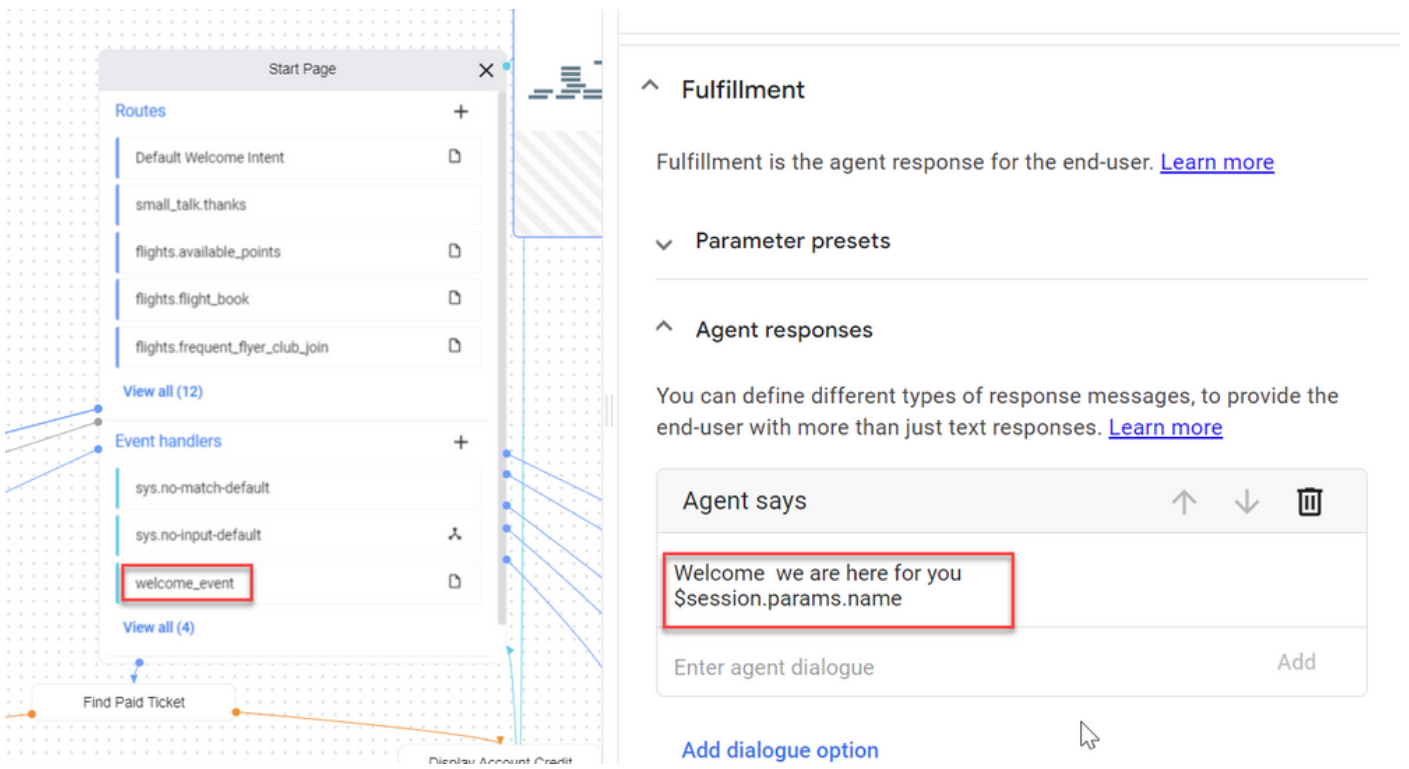 Start Page
Routes
Default Welcome Intent
small_talk.thanks
flights.available_points
flights.flight_book
flights.frequent_flyer_club_join
View all (12)
Event handlers
sys.no-match-default
sys.no-input-default
welcome_event
View all (4)
Find Paid Ticket
Display Account Credit
Fulfillment
Fulfillment is the agent response for the end-user. Learn more
Parameter presets
Agent responses
You can define different types of response messages, to provide the
end-user with more than just text responses. Learn more
Agent says
Welcome  we are here for you
$session.params.name
Enter agent dialogue
Add
Add dialogue option